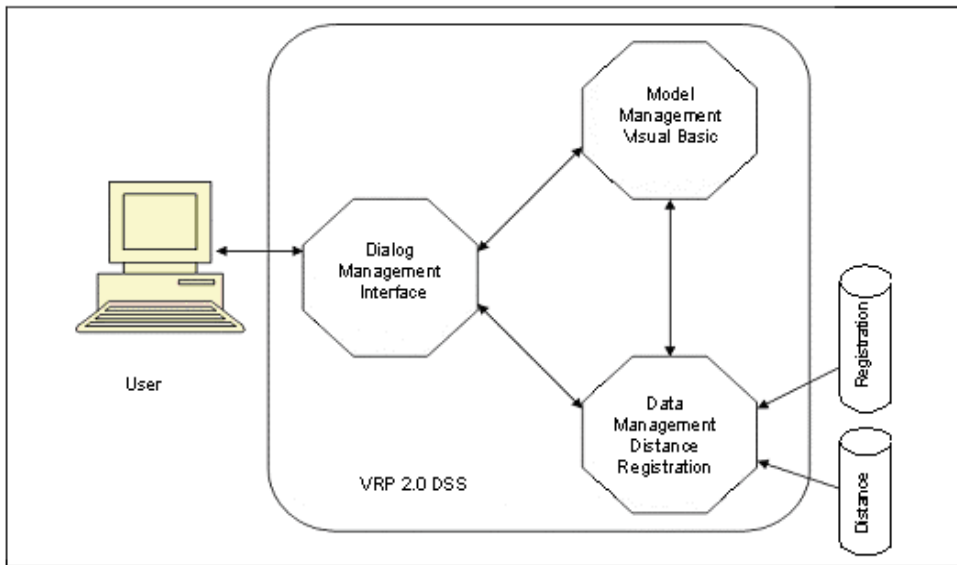 Model
Management
Visual Basic
Dialog
Management
Interface
User
Data
Management
Distance
Registration
VRP 2.0 DSS
Registration
Distance